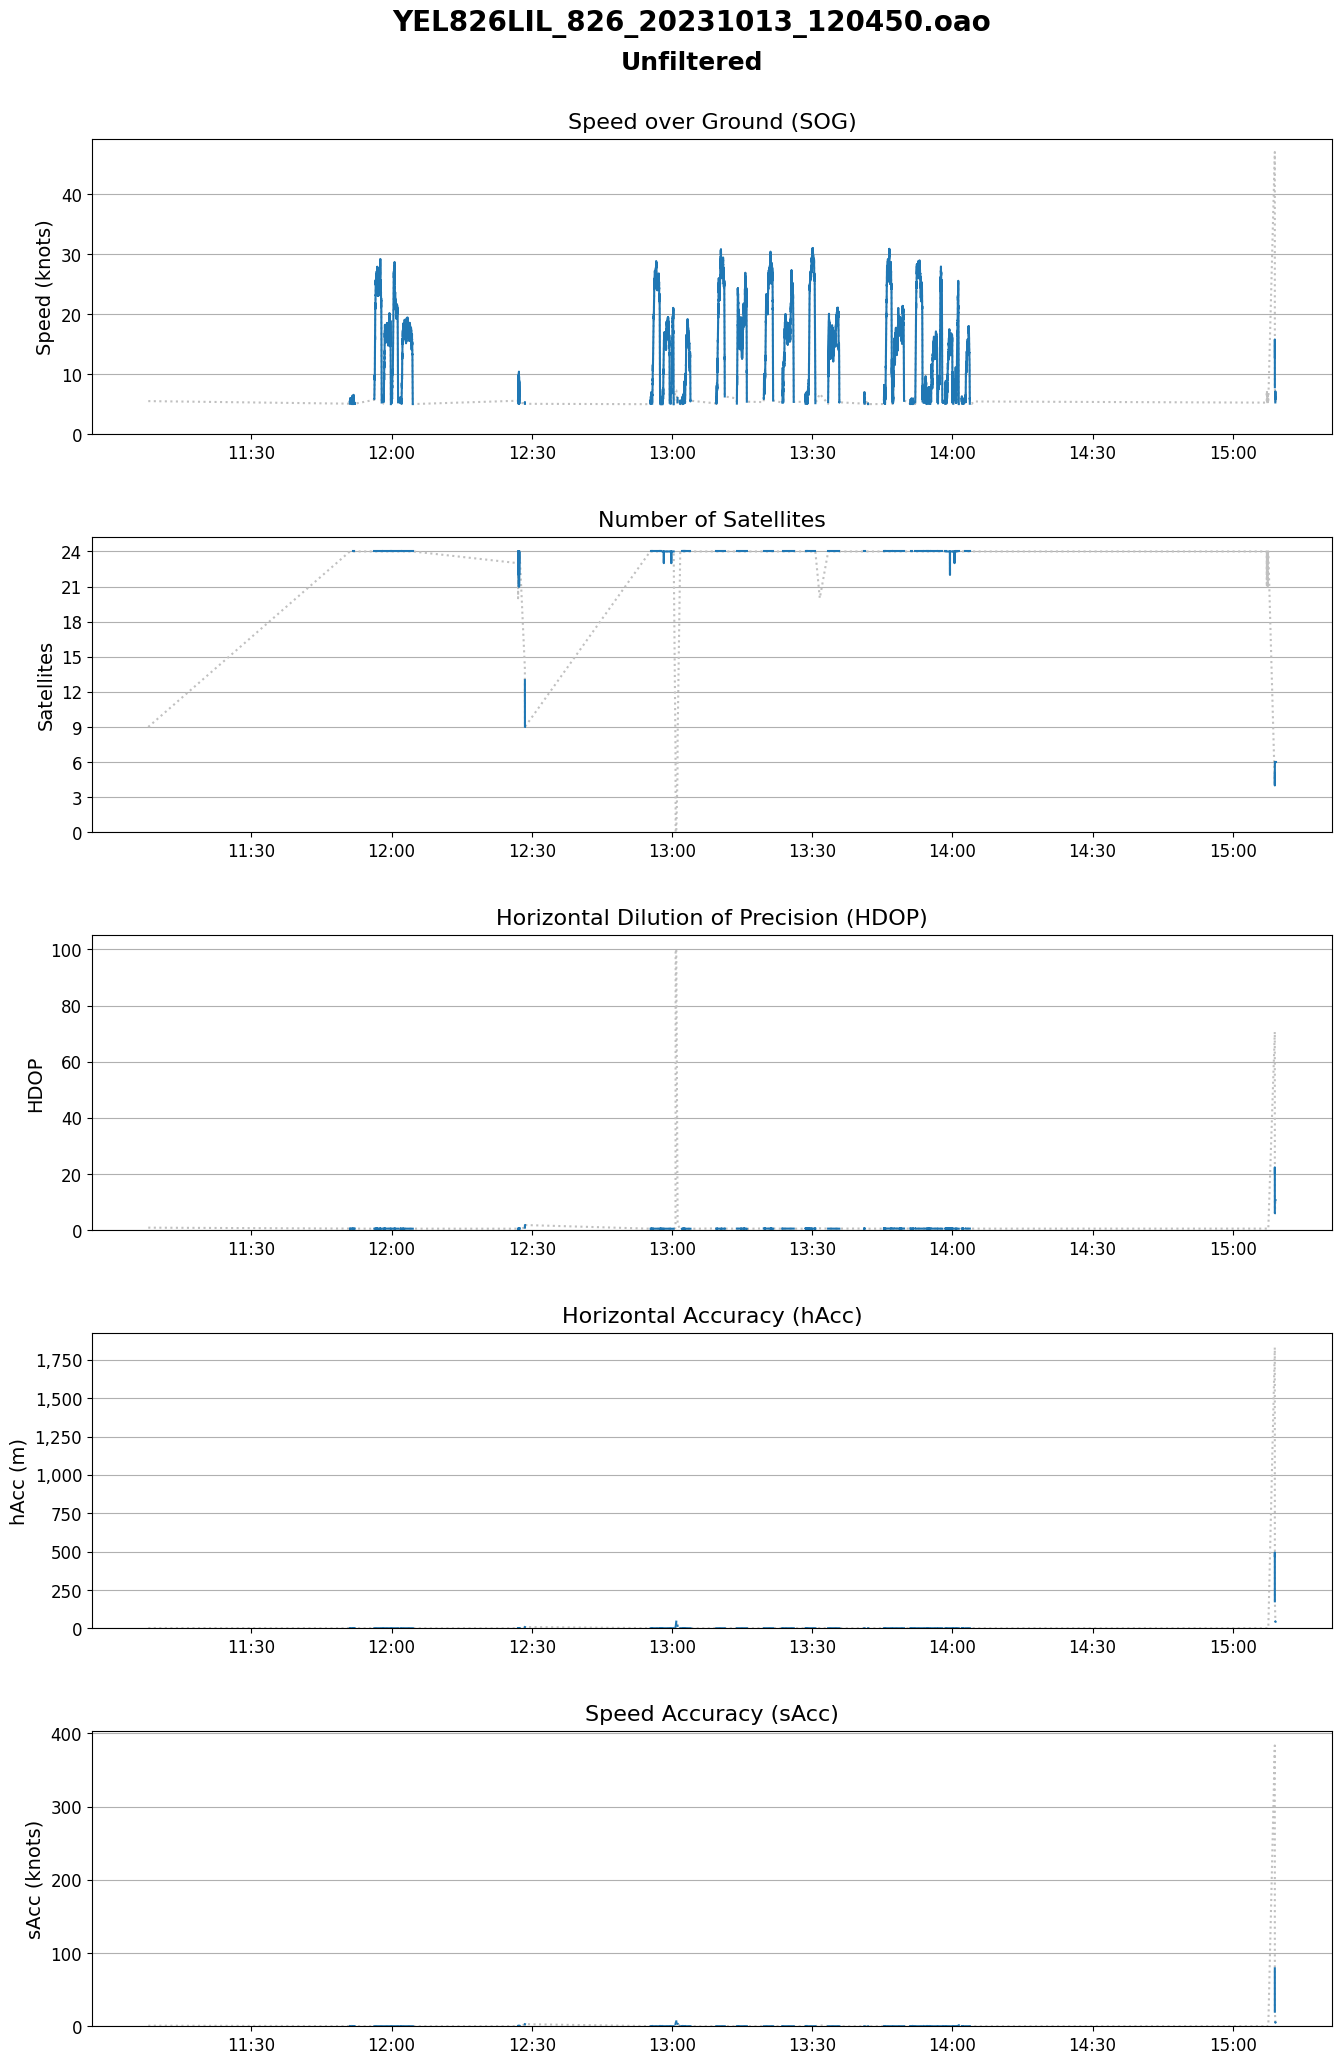 YEL826LIL_826_20231013_120450.oao
Unfiltered
Speed over Ground (SOG)
Speed (knots)
40
30
20
10
0
11:30 12:00 12:30 13:00 13:30 14:00 14:30 15:00
Number of Satellites
Satellites
24
21
18
15
12
9
6
3
0
11:30 12:00 12:30 13:00 13:30 14:00 14:30 15:00
Horizontal Dilution of Precision (HDOP)
HDOP
100
80
60
40
20
0
11:30 12:00 12:30 13:00 13:30 14:00 14:30 15:00
Horizontal Accuracy (hAcc)
hAcc (m)
1,750
1,500
1,250
1,000
750
500
250
0
11:30 12:00 12:30 13:00 13:30 14:00 14:30 15:00
Speed Accuracy (sAcc)
sAcc (knots)
400
300
200
100
0
11:30 12:00 12:30 13:00 13:30 14:00 14:30 15:00